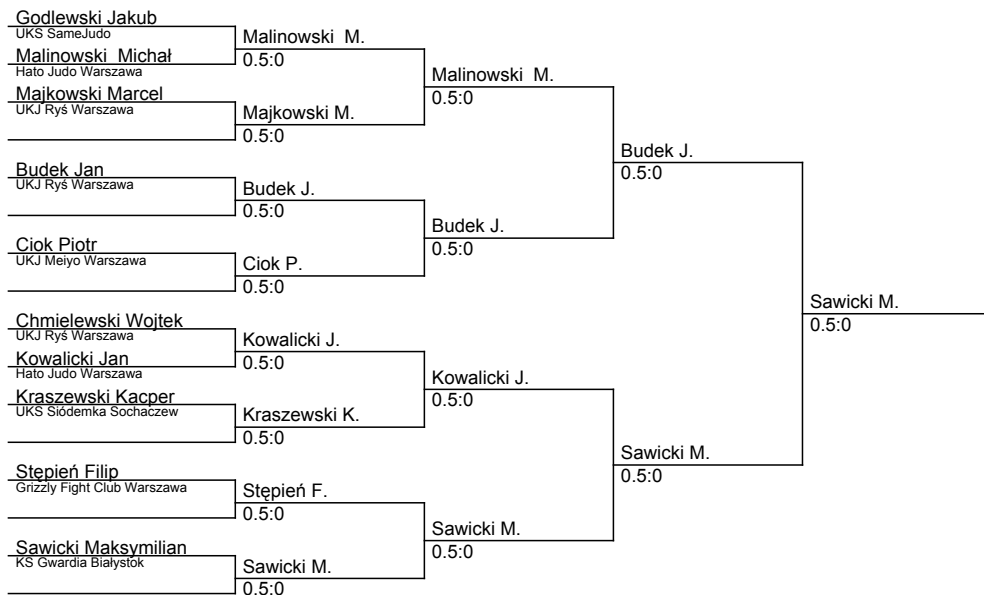 Godlewski Jakub
UKS SameJudo
Malinowski  Michał
Hato Judo Warszawa
Majkowski Marcel
UKJ Ryś Warszawa
Budek Jan
UKJ Ryś Warszawa
Ciok Piotr
UKJ Meiyo Warszawa
Chmielewski Wojtek
UKJ Ryś Warszawa
Kowalicki Jan
Hato Judo Warszawa
Kraszewski Kacper
UKS Siódemka Sochaczew
Stępień Filip
Grizzly Fight Club Warszawa
Sawicki Maksymilian
KS Gwardia Białystok
Malinowski  M.
0.5:0
Majkowski M.
0.5:0
Budek J.
0.5:0
Ciok P.
0.5:0
Kowalicki J.
0.5:0
Kraszewski K.
0.5:0
Stępień F.
0.5:0
Sawicki M.
0.5:0
Malinowski  M.
0.5:0
Budek J.
0.5:0
Kowalicki J.
0.5:0
Sawicki M.
0.5:0
Budek J.
0.5:0
Sawicki M.
0.5:0
Sawicki M.
0.5:0